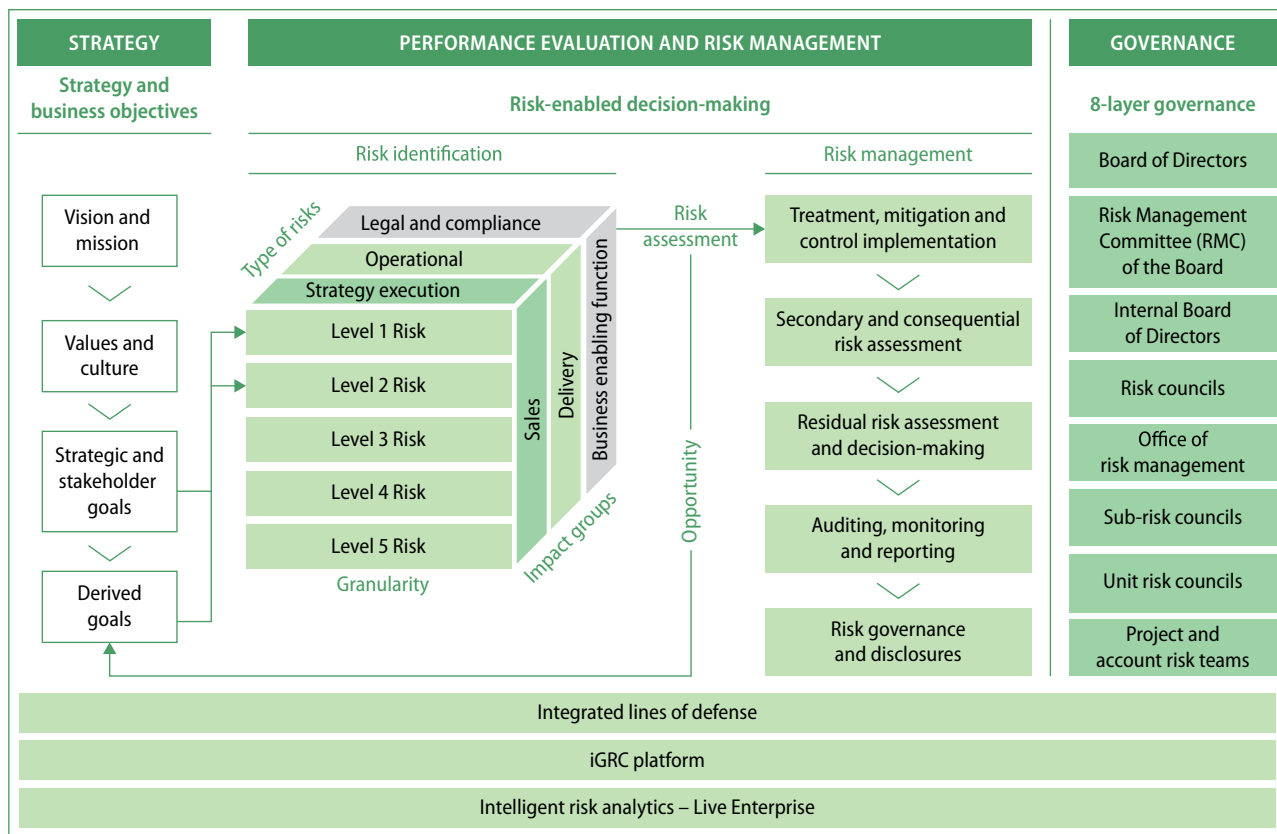 STRATEGY
Strategy and
business objectives
Vision and
mission
Values and
culture
Strategic and
stakeholder
goals
Derived
goals
PERFORMANCE EVALUATION AND RISK MANAGEMENT
Risk-enabled decision-making
Risk identification
Type of risks
Legal and compliance
Operational
Strategy execution
Level 1 Risk
Level 2 Risk
Level 3 Risk
Level 4 Risk
Level 5 Risk
Granularity
Sales
Delivery
Business enabling function
Impact groups
Risk
assessment
Opportunity
Risk management
Treatment, mitigation and
control implementation
Secondary and consequential
risk assessment
Residual risk assessment
and decision-making
Auditing, monitoring
and reporting
Risk governance
and disclosures
GOVERNANCE
8-layer governance
Board of Directors
Risk Management
Committee (RMC)
of the Board
Internal Board
of Directors
Risk councils
Office of
risk management
Sub-risk councils
Unit risk councils
Project and
account risk teams
Integrated lines of defense
iGRC platform
Intelligent risk analytics – Live Enterprise